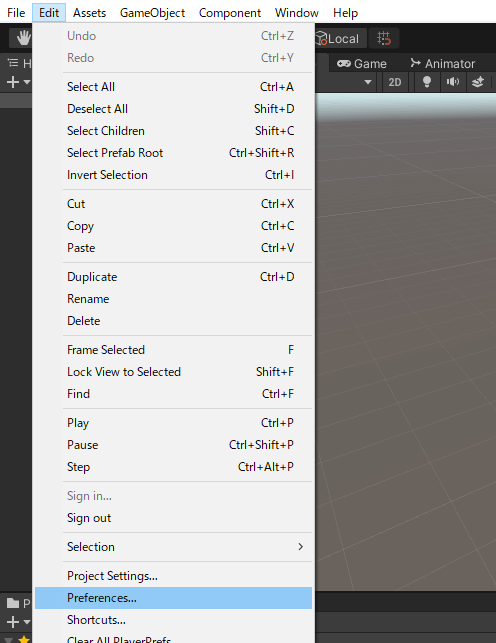 File Edit Assets GameObject Component Window Help
Undo Ctrl+Z
Redo Ctrl+Y
Local
Game Animator
2D
Select All Ctrl+A
Deselect All Shift+D
Select Children Shift+C
Select Prefab Root Ctrl+Shift+R
Invert Selection Ctrl+I
Cut Ctrl+X
Copy Ctrl+C
Paste Ctrl+V
Duplicate Ctrl+D
Rename
Delete
Frame Selected F
Lock View to Selected Shift+F
Find Ctrl+F
Play Ctrl+P
Pause Ctrl+Shift+P
Step Ctrl+Alt+P
Sign in...
Sign out
Selection
Project Settings...
Preferences...
Shortcuts...
Clear All PlayerPrefs